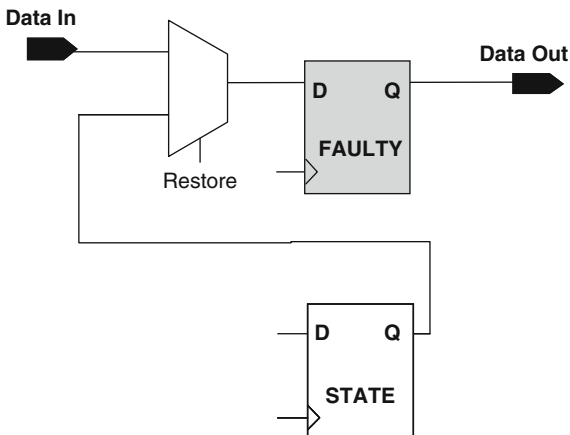 Data In
Data Out
D Q
FAULTY
Restore
D Q
STATE